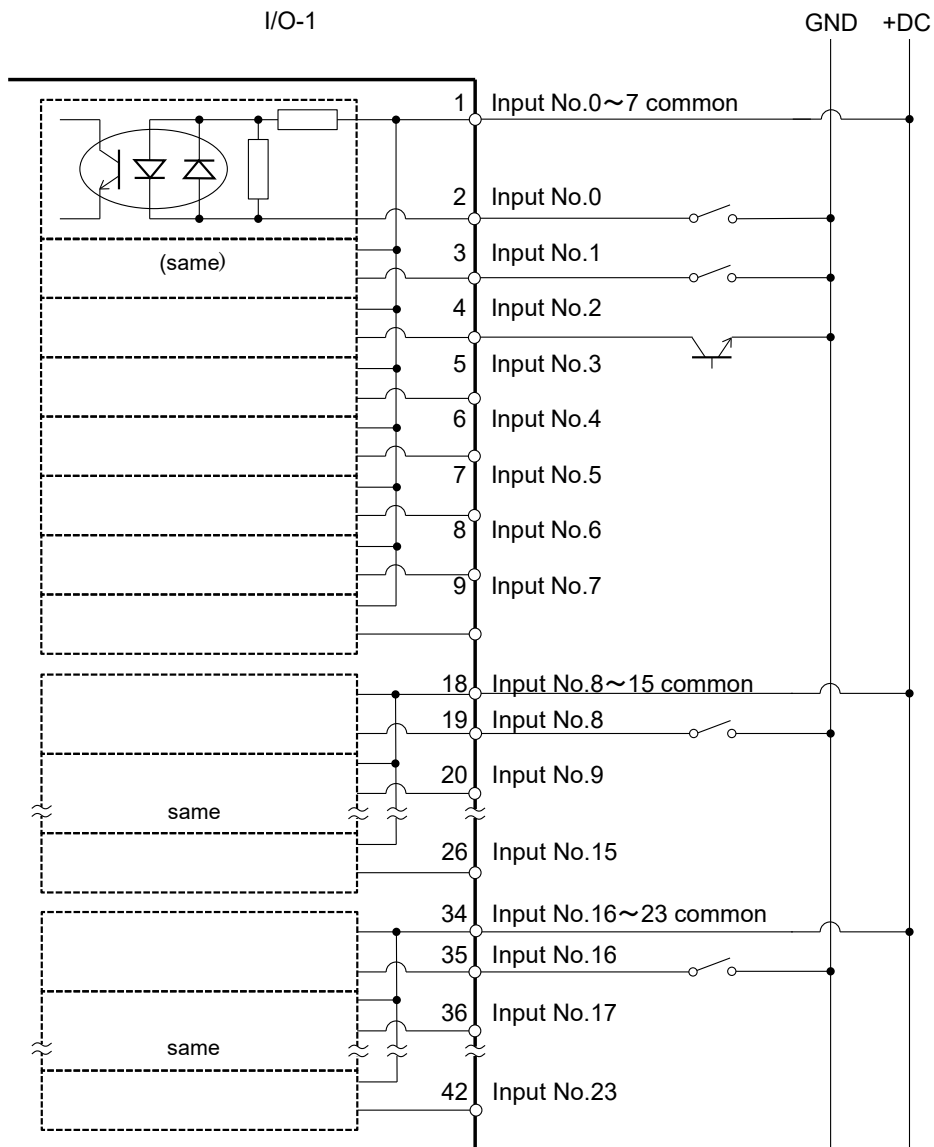 I/O-1 GND +DC
1 Input No.0～7 common
2 Input No.0
3 Input No.1
(same)
4 Input No.2
5 Input No.3
6 Input No.4
7 Input No.5
8 Input No.6
9 Input No.7
18 Input No.8～15 common
19 Input No.8
20 Input No.9
same
26 Input No.15
34 Input No.16～23 common
35 Input No.16
36 Input No.17
same
42 Input No.23